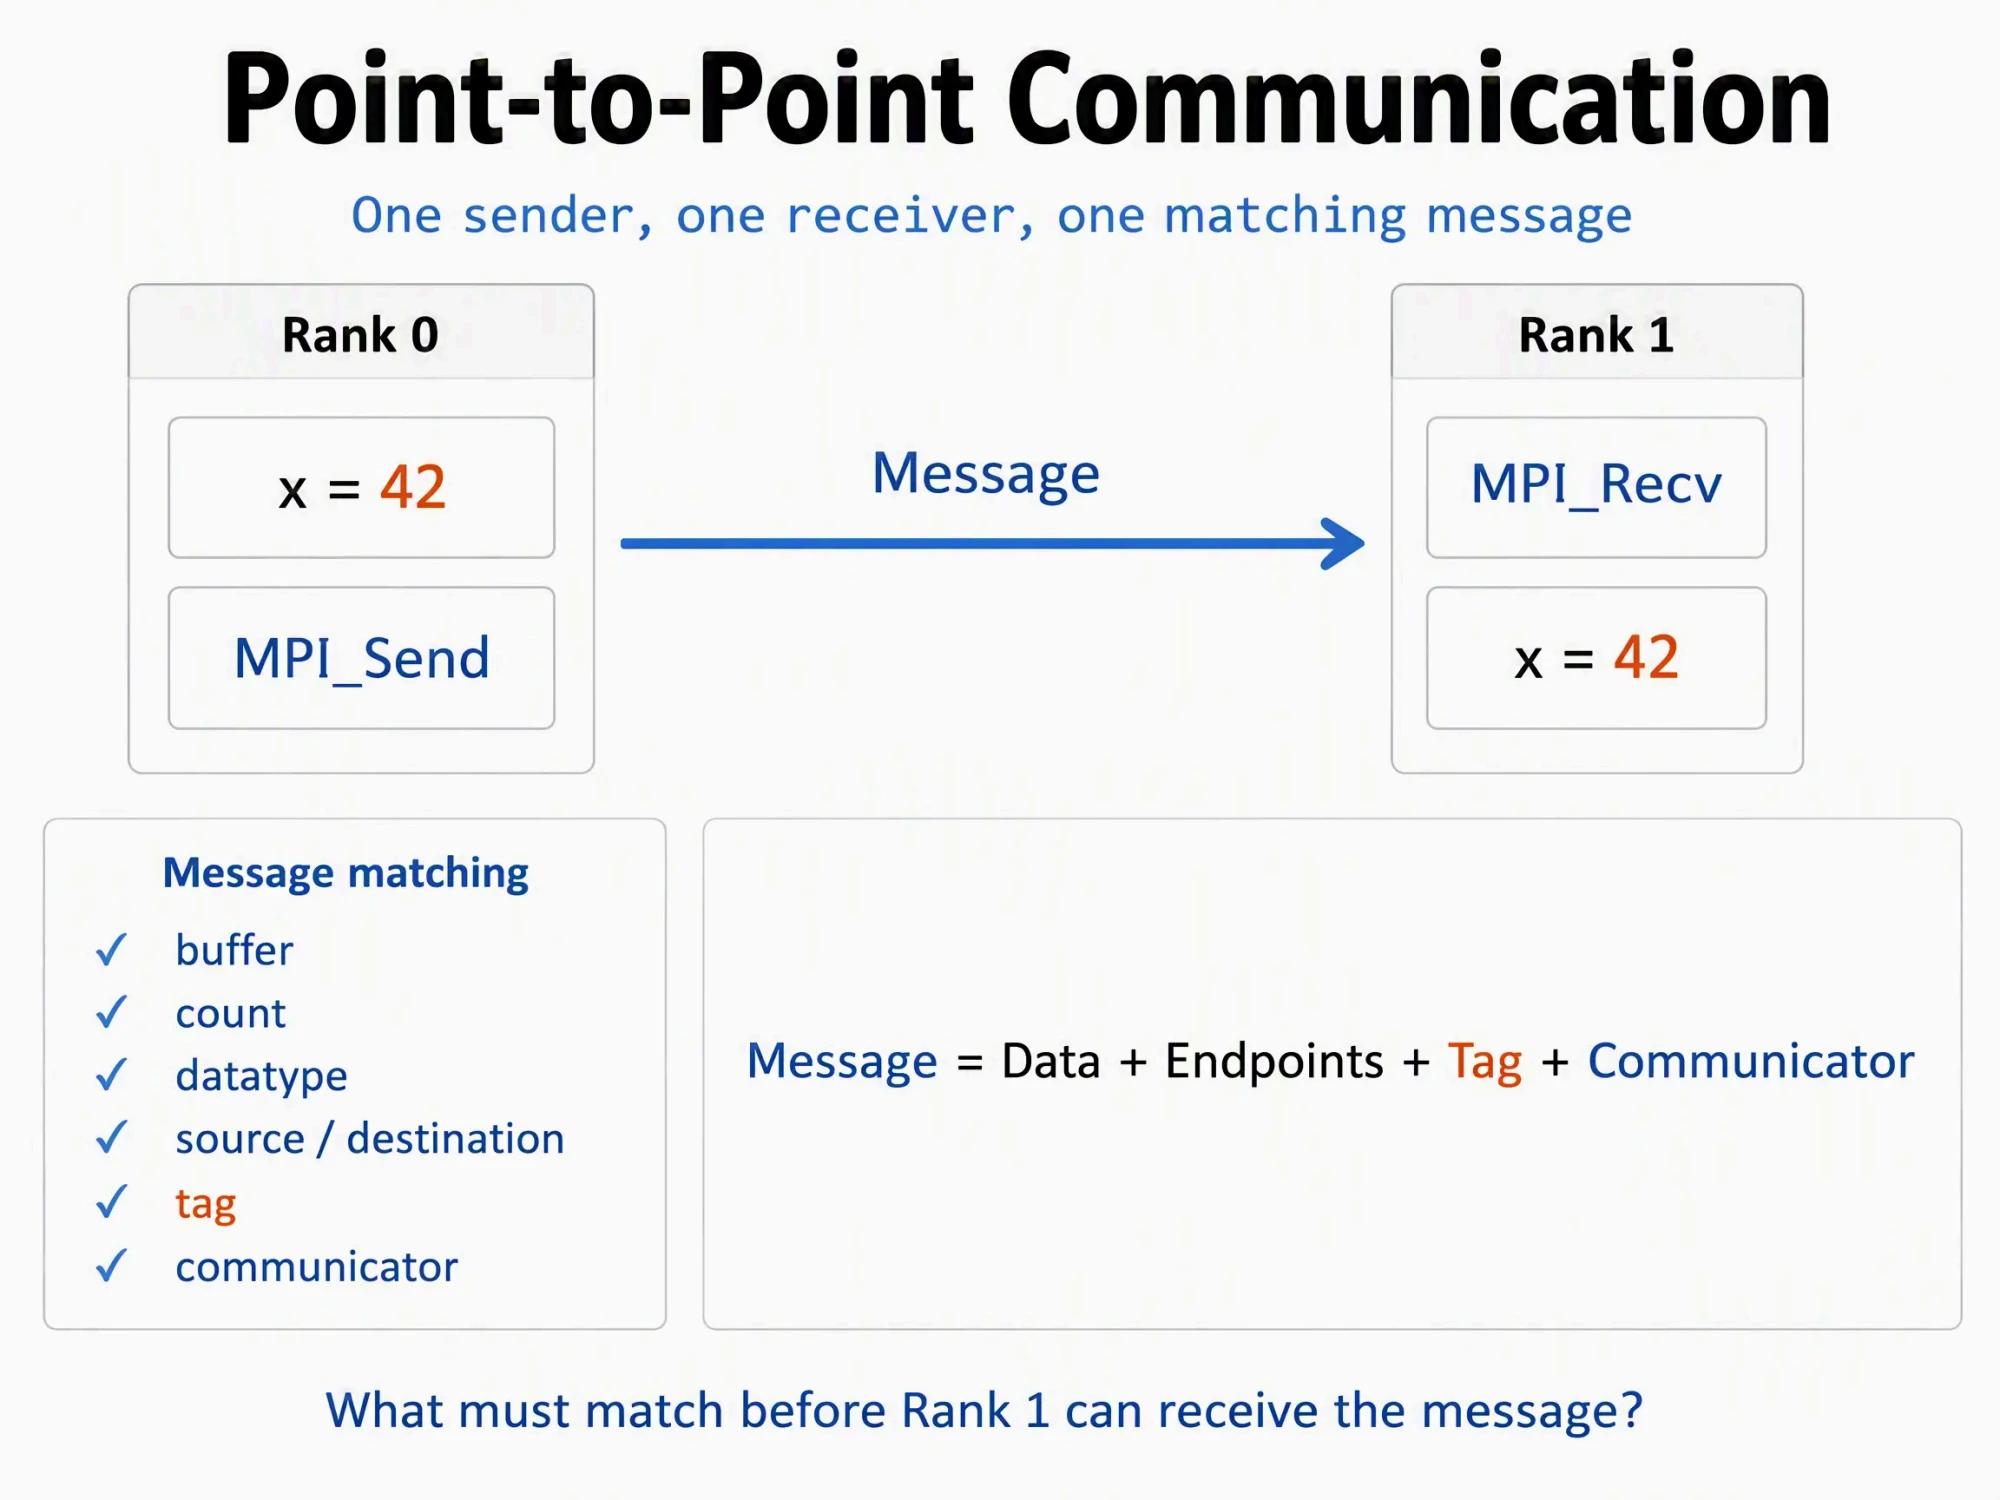 Point-to-Point Communication
One sender, one receiver, one matching message
Rank 0
x = 42
MPI_Send
Message
Rank 1
MPI_Recv
x = 42
Message matching
✓ buffer
✓ count
✓ datatype
✓ source / destination
✓ tag
✓ communicator
Message = Data + Endpoints + Tag + Communicator
What must match before Rank 1 can receive the message?